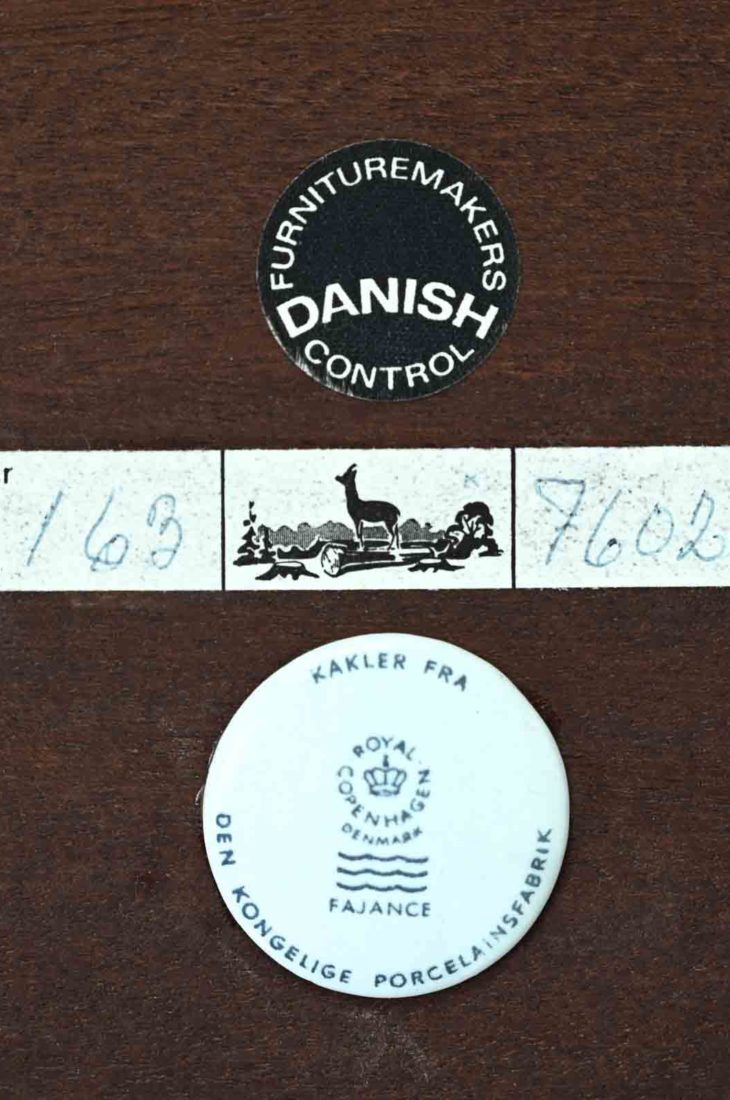 FURNITUREMAKERS
DANISH
CONTROL
r
163
7602
KAKLER FRA
ROYAL
COPENHAGEN
DENMARK
FAJANCE
DEN KONGELIGE PORCELAINSFABRIK